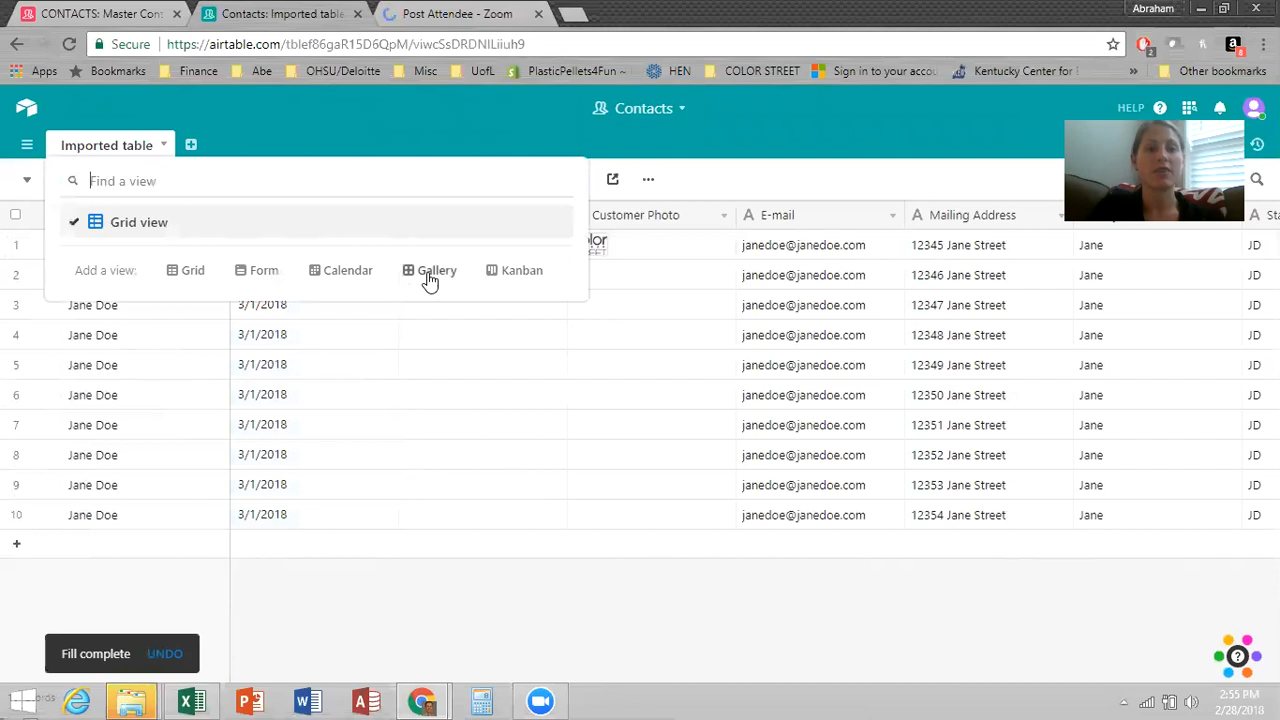 CONTACTS: Master Con
Contacts: Imported table
Post Attendee - Zoom
Abraham
Secure
https://airtable.com/tblef86gaR15D6QpM/viwcSsDRDNILiiuh9
2
6
Apps Bookmarks Finance Abe OHSU/Deloitte Misc UofL PlasticPellets4Fun ~ HEN COLOR STREET Sign in to your accou Kentucky Center for I » Other bookmarks
Contacts
HELP ?
Imported table
Find a view
Grid view
Add a view: Grid Form Calendar Gallery Kanban
Customer Photo E-mail Mailing Address Sta
1 olor janedoe@janedoe.com 12345 Jane Street Jane JD
2 janedoe@janedoe.com 12346 Jane Street Jane JD
3 Jane Doe 3/1/2018 janedoe@janedoe.com 12347 Jane Street Jane JD
4 Jane Doe 3/1/2018 janedoe@janedoe.com 12348 Jane Street Jane JD
5 Jane Doe 3/1/2018 janedoe@janedoe.com 12349 Jane Street Jane JD
6 Jane Doe 3/1/2018 janedoe@janedoe.com 12350 Jane Street Jane JD
7 Jane Doe 3/1/2018 janedoe@janedoe.com 12351 Jane Street Jane JD
8 Jane Doe 3/1/2018 janedoe@janedoe.com 12352 Jane Street Jane JD
9 Jane Doe 3/1/2018 janedoe@janedoe.com 12353 Jane Street Jane JD
10 Jane Doe 3/1/2018 janedoe@janedoe.com 12354 Jane Street Jane JD
Fill complete UNDO
2:55 PM
2/28/2018